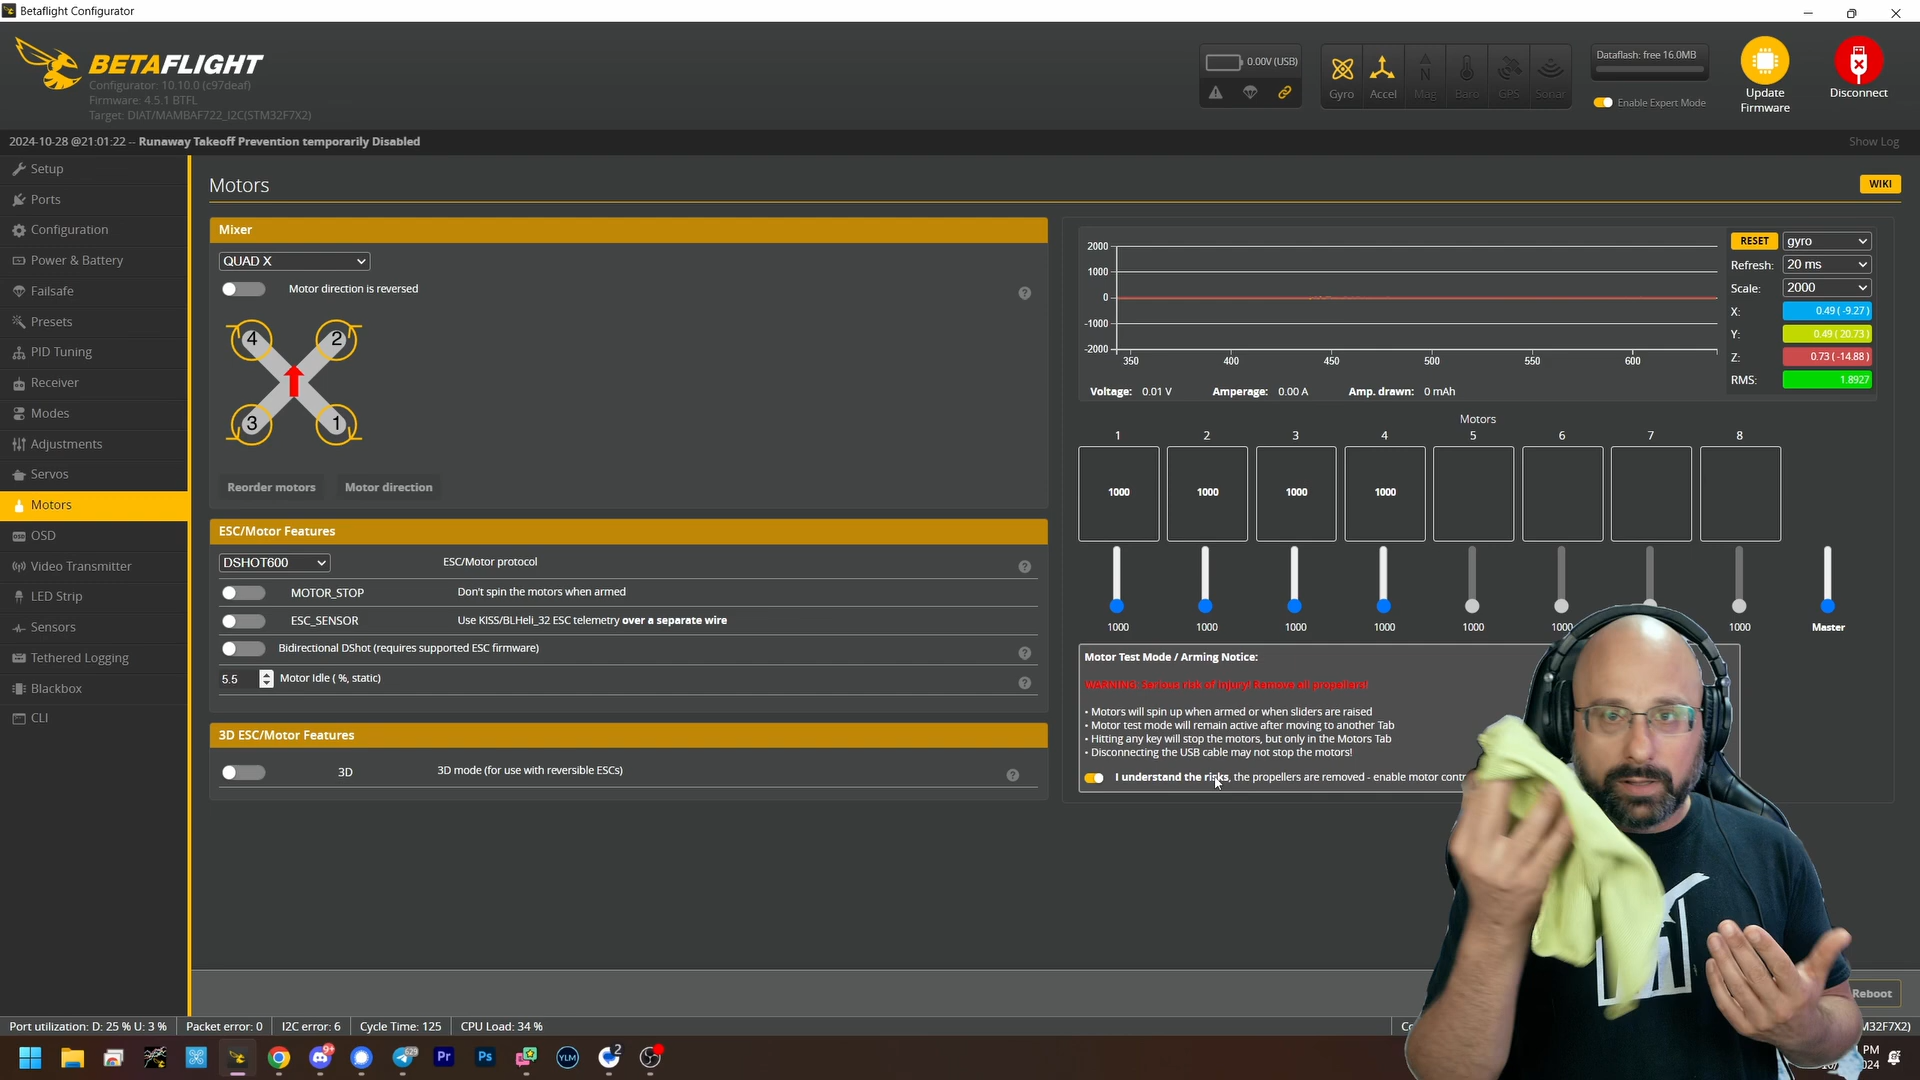 Betaflight Configurator
BETAFLIGHT
Configurator: 10.10.0 (c97deaf)
Firmware: 4.5.1 BTFL
Target: DIAT/MAMBAF722_I2C(STM32F7X2)
0.00V (USB)
Gyro
Accel
Mag
Baro
GPS
Sonar
Dataflash: free 16.0MB
Enable Expert Mode
Update
Firmware
Disconnect
2024-10-28 @21:01:22 -- Runaway Takeoff Prevention temporarily Disabled
Show Log
Setup
Ports
Configuration
Power & Battery
Failsafe
Presets
PID Tuning
Receiver
Modes
Adjustments
Servos
Motors
OSD
Video Transmitter
LED Strip
Sensors
Tethered Logging
Blackbox
CLI
Motors
WIKI
Mixer
QUAD X
Motor direction is reversed
4 2
3 1
Reorder motors Motor direction
ESC/Motor Features
DSHOT600 ESC/Motor protocol
MOTOR_STOP Don't spin the motors when armed
ESC_SENSOR Use KISS/BLHeli_32 ESC telemetry over a separate wire
Bidirectional DShot (requires supported ESC firmware)
5.5 Motor Idle ( %, static)
3D ESC/Motor Features
3D 3D mode (for use with reversible ESCs)
2000
1000
0
-1000
-2000
350 400 450 500 550 600
RESET gyro
Refresh: 20 ms
Scale: 2000
X: 0.49 ( -9.27)
Y: 0.49 ( 20.73)
Z: 0.73 ( -14.88)
RMS: 1.8927
Voltage: 0.01 V Amperage: 0.00 A Amp. drawn: 0 mAh
Motors
1 2 3 4 5 6 7 8
1000 1000 1000 1000
1000 1000 1000 1000 1000 1000 1000 Master
Motor Test Mode / Arming Notice:
WARNING: Serious risk of injury! Remove all propellers!
• Motors will spin up when armed or when sliders are raised
• Motor test mode will remain active after moving to another Tab
• Hitting any key will stop the motors, but only in the Motors Tab
• Disconnecting the USB cable may not stop the motors!
I understand the risks, the propellers are removed - enable motor contr
Reboot
Port utilization: D: 25 % U: 3 %
Packet error: 0
I2C error: 6
Cycle Time: 125
CPU Load: 34 %
M32F7X2)
629
Pr
Ps
YLM
2
PM